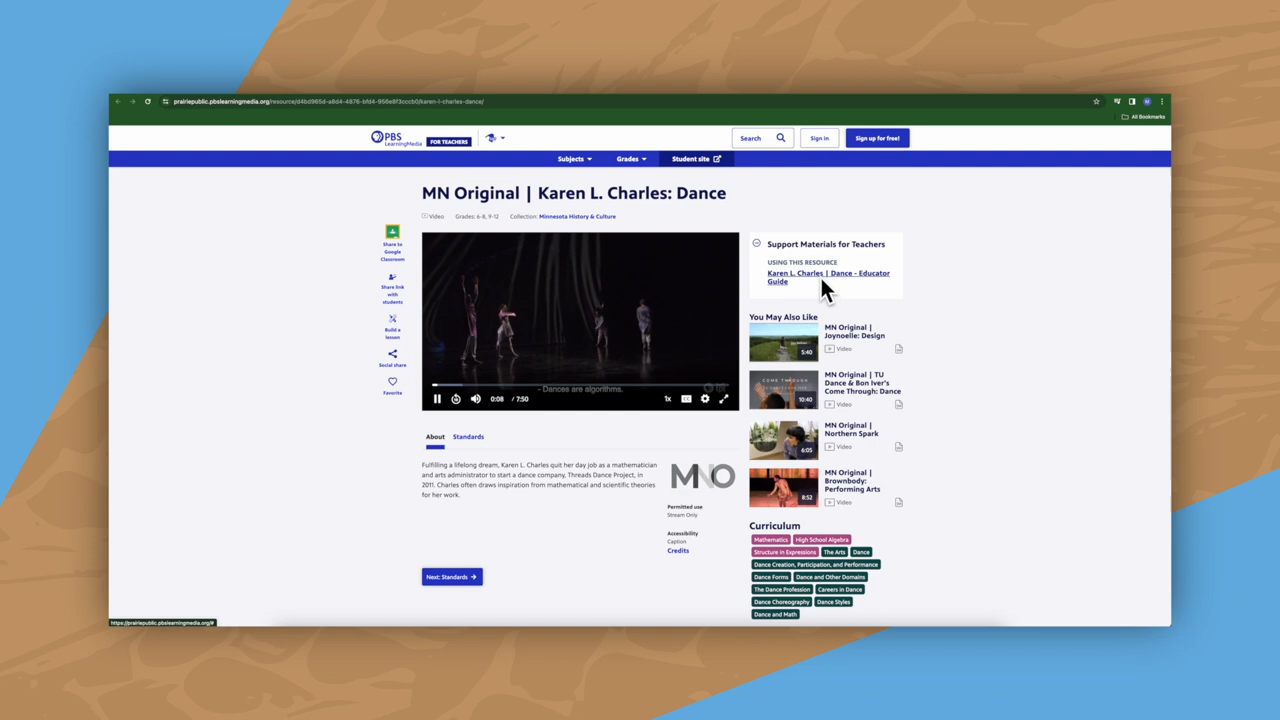 prairiepublic.pbslearningmedia.org/resource/d4bd965d-a8d4-4876-bfd4-956e8f3cccb0/karen-l-charles-dance/
All Bookmarks
PBS LearningMedia FOR TEACHERS
Search
Sign in
Sign up for free!
Subjects
Grades
Student site
MN Original | Karen L. Charles: Dance
Video Grades: 6-8, 9-12 Collection: Minnesota History & Culture
Share to
Google
Classroom
Share link
with
students
Build a
lesson
Social share
Favorite
- Dances are algorithms.
0:08 / 7:50
1x
CC
Support Materials for Teachers
USING THIS RESOURCE
Karen L. Charles | Dance - Educator
Guide
You May Also Like
5:40
MN Original |
Joynoelle: Design
Video
COME THROUGH
10:40
MN Original | TU
Dance & Bon Iver's
Come Through: Dance
Video
6:05
MN Original |
Northern Spark
Video
8:52
MN Original |
Brownbody:
Performing Arts
Video
About Standards
Fulfilling a lifelong dream, Karen L. Charles quit her day job as a mathematician
and arts administrator to start a dance company, Threads Dance Project, in
2011. Charles often draws inspiration from mathematical and scientific theories
for her work.
MNO
Permitted use
Stream Only
Accessibility
Caption
Credits
Next: Standards
Curriculum
Mathematics High School Algebra
Structure in Expressions The Arts Dance
Dance Creation, Participation, and Performance
Dance Forms Dance and Other Domains
The Dance Profession Careers in Dance
Dance Choreography Dance Styles
Dance and Math
https://prairiepublic.pbslearningmedia.org/#